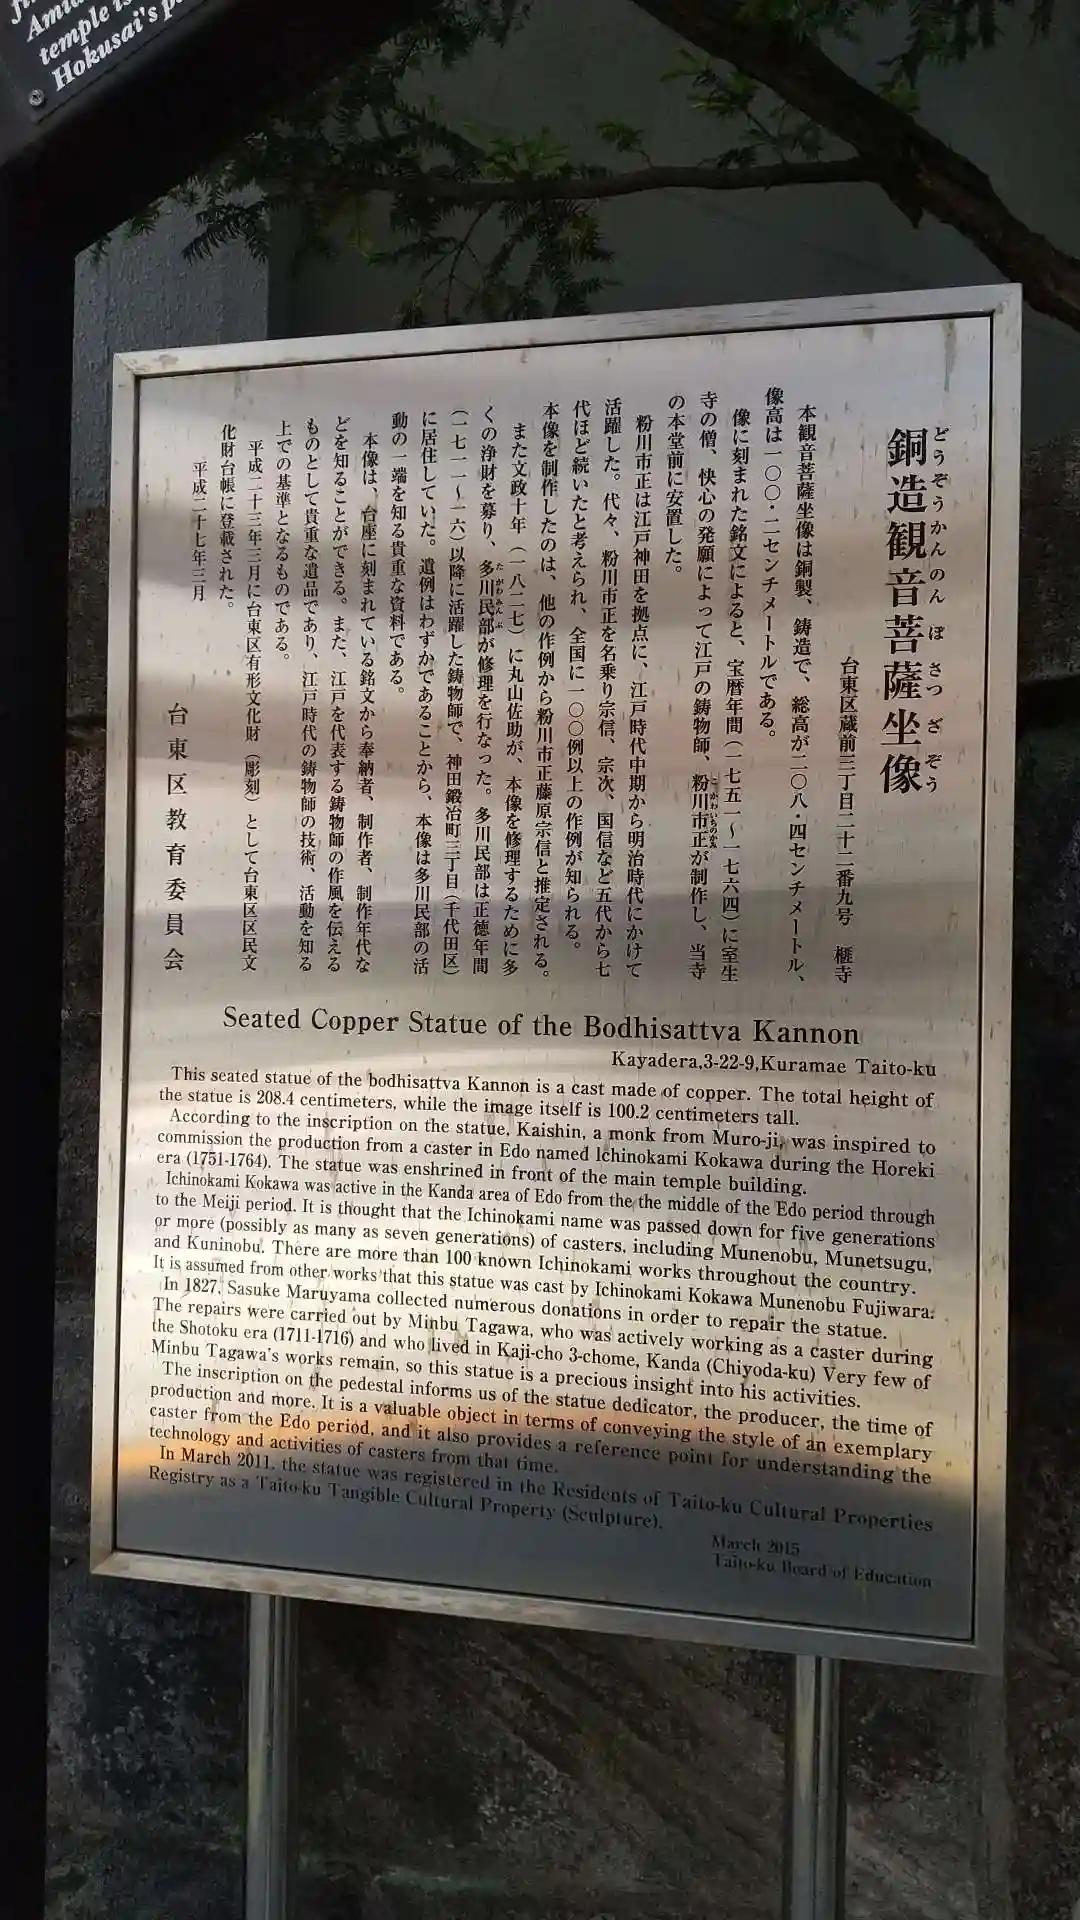 Amida
temple is
Hokusai's p
どうぞうかんのんぼさつざぞう
銅造観音菩薩坐像
台東区蔵前三丁目二十二番九号 榧寺
本観音菩薩坐像は銅製、鋳造で、総高が二〇八・四センチメートル、
像高は一〇〇・二センチメートルである。
像に刻まれた銘文によると、宝暦年間(一七五一~一七六四)に室生
寺の僧、快心の発願によって江戸の鋳物師、粉川市正が制作し、当寺
の本堂前に安置した。
粉川市正は江戸神田を拠点に、江戸時代中期から明治時代にかけて
活躍した。代々、粉川市正を名乗り宗信、宗次、国信など五代から七
代ほど続いたと考えられ、全国に一〇〇例以上の作例が知られる。
本像を制作したのは、他の作例から粉川市正藤原宗信と推定される。
また文政十年(一八二七)に丸山佐助が、本像を修理するために多
くの浄財を募り、多川民部が修理を行なった。多川民部は正徳年間
たがわみんぶ
(一七一一~一六)以降に活躍した鋳物師で、神田鍛冶町三丁目(千代田区)
に居住していた。遺例はわずかであることから、本像は多川民部の活
動の一端を知る貴重な資料である。
本像は、台座に刻まれている銘文から奉納者、制作者、制作年代な
どを知ることができる。また、江戸を代表する鋳物師の作風を伝える
ものとして貴重な遺品であり、江戸時代の鋳物師の技術、活動を知る
上での基準となるものである。
平成二十三年三月に台東区有形文化財(彫刻)として台東区区民文
化財台帳に登載された。
平成二十七年三月
台東区教育委員会
Seated Copper Statue of the Bodhisattva Kannon
Kayadera,3-22-9,Kuramae Taito-ku
This seated statue of the bodhisattva Kannon is a cast made of copper. The total height of
the statue is 208.4 centimeters, while the image itself is 100.2 centimeters tall.
According to the inscription on the statue, Kaishin, a monk from Muro-ji, was inspired to
commission the production from a caster in Edo named Ichinokami Kokawa during the Horeki
era (1751-1764). The statue was enshrined in front of the main temple building.
Ichinokami Kokawa was active in the Kanda area of Edo from the the middle of the Edo period through
to the Meiji period. It is thought that the Ichinokami name was passed down for five generations
or more (possibly as many as seven generations) of casters, including Munenobu, Munetsugu,
and Kuninobu. There are more than 100 known Ichinokami works throughout the country.
It is assumed from other works that this statue was cast by Ichinokami Kokawa Munenobu Fujiwara.
In 1827, Sasuke Maruyama collected numerous donations in order to repair the statue.
The repairs were carried out by Minbu Tagawa, who was actively working as a caster during
the Shotoku era (1711-1716) and who lived in Kaji-cho 3-chome, Kanda (Chiyoda-ku) Very few of
Minbu Tagawa's works remain, so this statue is a precious insight into his activities.
The inscription on the pedestal informs us of the statue dedicator, the producer, the time of
production and more. It is a valuable object in terms of conveying the style of an exemplary
caster from the Edo period, and it also provides a reference point for understanding the
technology and activities of casters from that time.
In March 2011, the statue was registered in the Residents of Taito-ku Cultural Properties
Registry as a Taito-ku Tangible Cultural Property (Sculpture).
March 2015
Taito-ku Board of Education